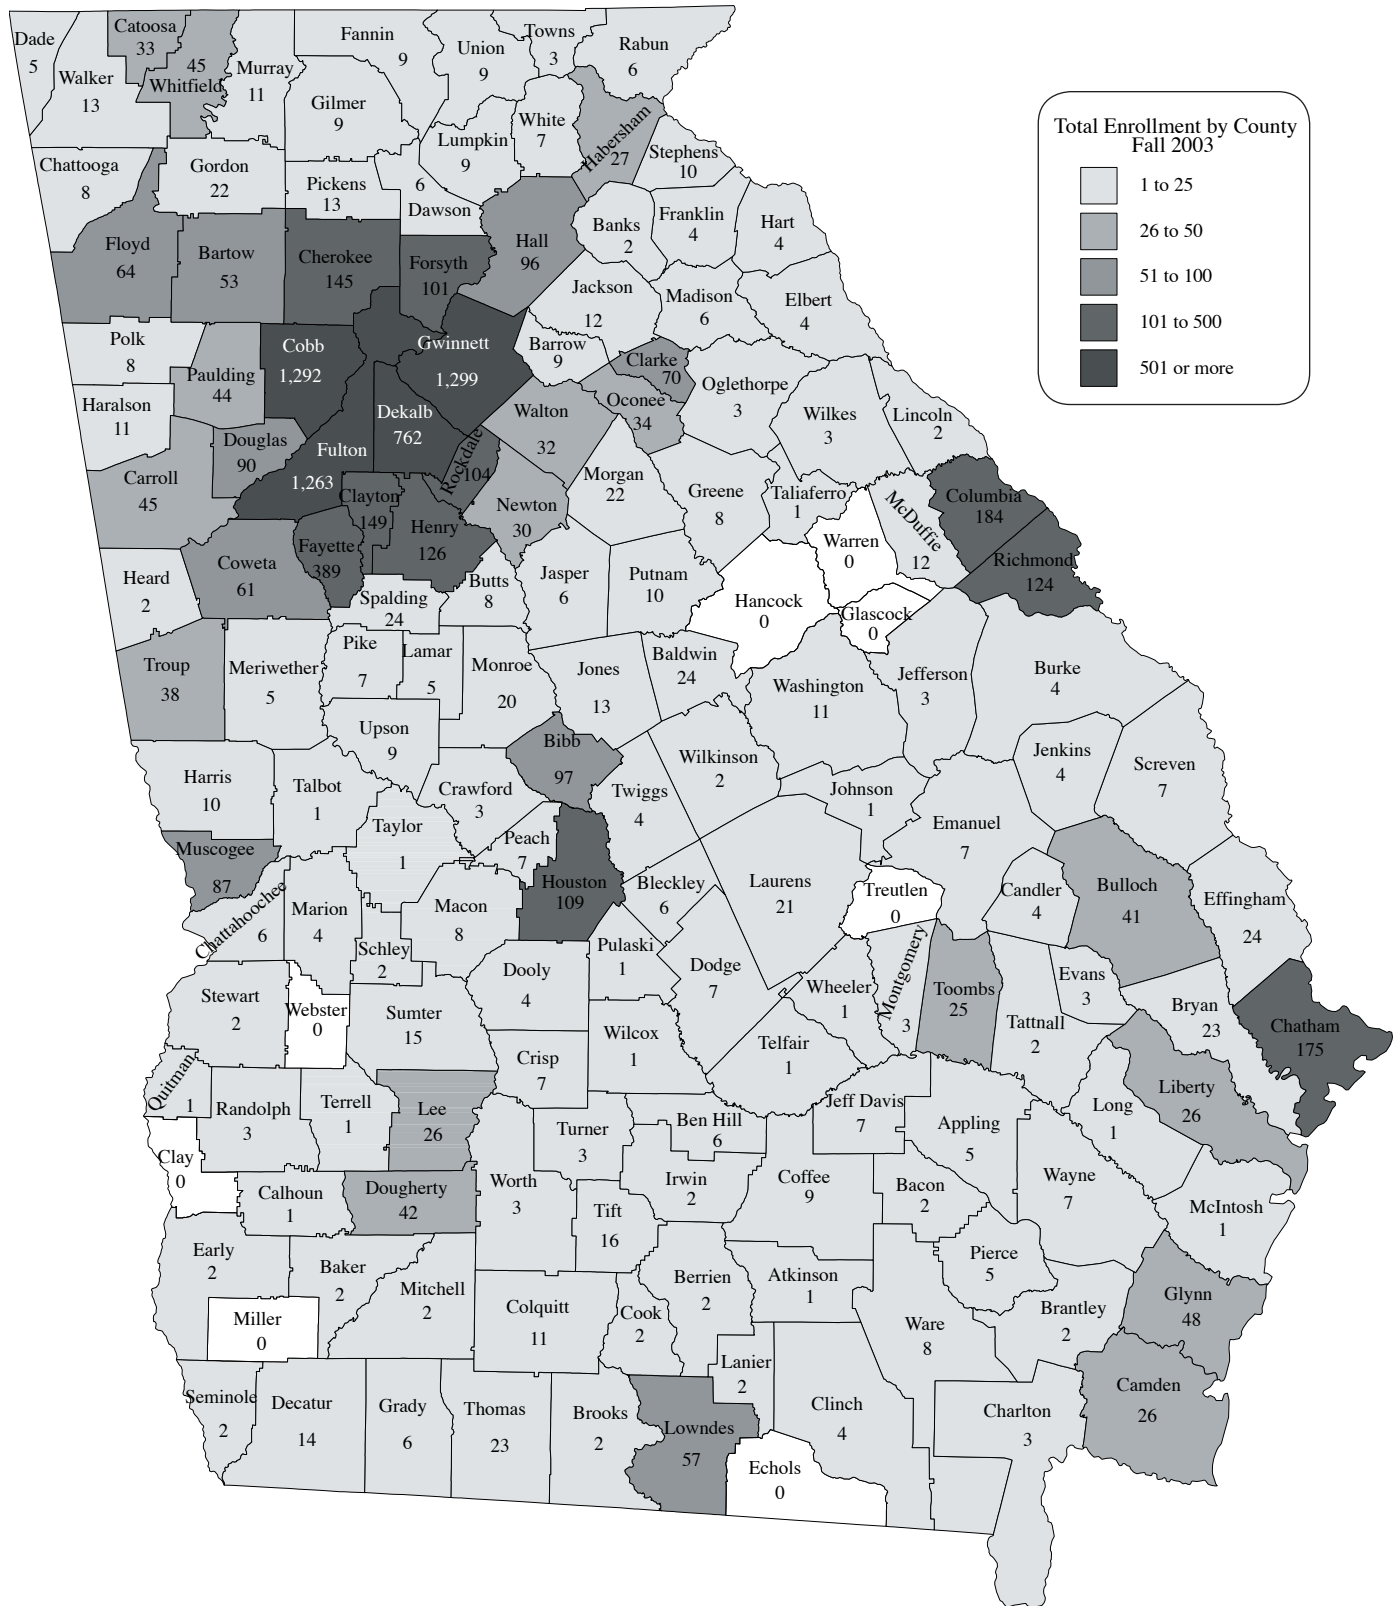 Total Enrollment by County
Fall 2003
1 to 25
26 to 50
51 to 100
101 to 500
501 or more
Dade
5
Walker
13
Catoosa
33
45
Whitfield
Murray
11
Fannin
9
Gilmer
9
Union
9
Towns
3
Rabun
6
White
7
Lumpkin
9
Habersham
27
Stephens
10
Chattooga
8
Gordon
22
Pickens
13
6
Dawson
Floyd
64
Bartow
53
Cherokee
145
Forsyth
101
Hall
96
Banks
2
Franklin
4
Hart
4
Jackson
12
Madison
6
Elbert
4
Polk
8
Paulding
44
Cobb
1,292
Gwinnett
1,299
Barrow
9
Clarke
70
Oconee
34
Oglethorpe
3
Wilkes
3
Lincoln
2
Haralson
11
Douglas
90
Fulton
1,263
Dekalb
762
Rockdale
104
Walton
32
Morgan
22
Greene
8
Taliaferro
1
McDuffie
12
Columbia
184
Richmond
124
Carroll
45
Clayton
149
Henry
126
Newton
30
Warren
0
Heard
2
Coweta
61
Fayette
389
Spalding
24
Butts
8
Jasper
6
Putnam
10
Hancock
0
Glascock
0
Troup
38
Meriwether
5
Pike
7
Lamar
5
Monroe
20
Jones
13
Baldwin
24
Washington
11
Jefferson
3
Burke
4
Upson
9
Bibb
97
Wilkinson
2
Twiggs
4
Johnson
1
Jenkins
4
Screven
7
Harris
10
Talbot
1
Crawford
3
Taylor
1
Peach
7
Houston
109
Emanuel
7
Muscogee
87
Chattahoochee
6
Marion
4
Schley
2
Macon
8
Bleckley
6
Laurens
21
Treutlen
0
Candler
4
Bulloch
41
Effingham
24
Pulaski
1
Dooly
4
Dodge
7
Wheeler
1
Montgomery
3
Toombs
25
Tattnall
2
Evans
3
Bryan
23
Chatham
175
Stewart
2
Webster
0
Sumter
15
Crisp
7
Wilcox
1
Telfair
1
Quitman
1
Randolph
3
Terrell
1
Lee
26
Turner
3
Ben Hill
6
Jeff Davis
7
Appling
5
Long
1
Liberty
26
Clay
0
Calhoun
1
Dougherty
42
Worth
3
Tift
16
Irwin
2
Coffee
9
Bacon
2
Wayne
7
McIntosh
1
Early
2
Baker
2
Miller
0
Mitchell
2
Colquitt
11
Cook
2
Berrien
2
Atkinson
1
Pierce
5
Ware
8
Brantley
2
Glynn
48
Lanier
2
Seminole
2
Decatur
14
Grady
6
Thomas
23
Brooks
2
Lowndes
57
Echols
0
Clinch
4
Charlton
3
Camden
26